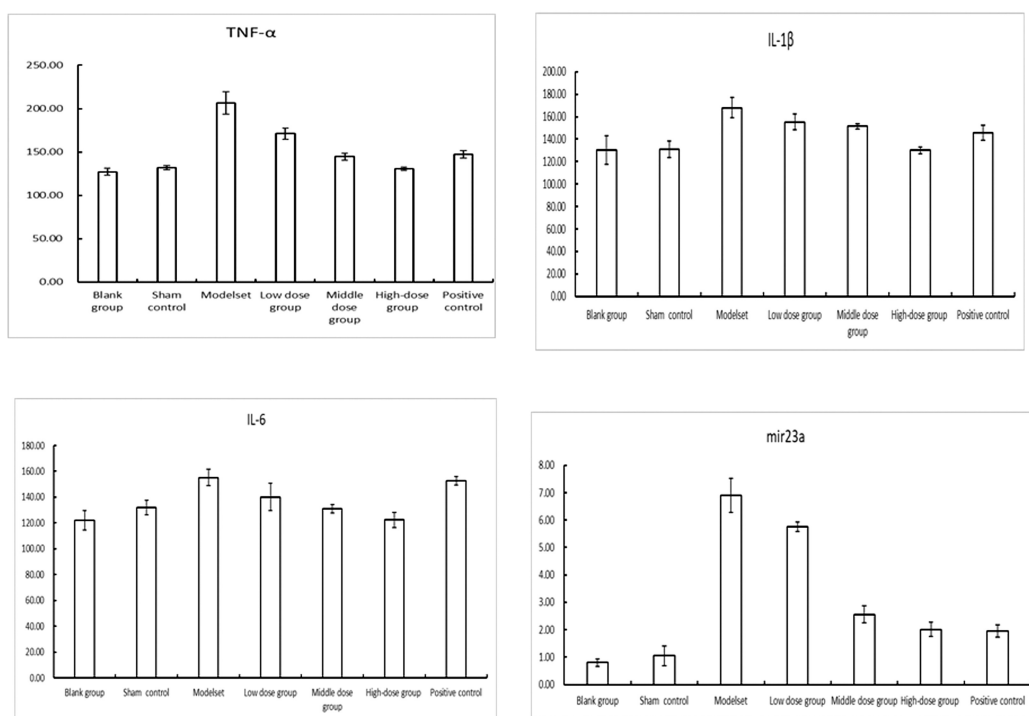 TNF-α
250.00
200.00
150.00
100.00
50.00
0.00
Blank group
Sham control
Modelset
Low dose group
Middle dose group
High-dose group
Positive control
IL-1β
200.00
180.00
160.00
140.00
120.00
100.00
80.00
60.00
40.00
20.00
0.00
Blank group
Sham control
Modelset
Low dose group
Middle dose group
High-dose group
Positive control
IL-6
180.00
160.00
140.00
120.00
100.00
80.00
60.00
40.00
20.00
0.00
Blank group
Sham control
Modelset
Low dose group
Middle dose group
High-dose group
Positive control
mir23a
8.00
7.00
6.00
5.00
4.00
3.00
2.00
1.00
0.00
Blank group
Sham control
Modelset
Low dose group
Middle dose group
High-dose group
Positive control